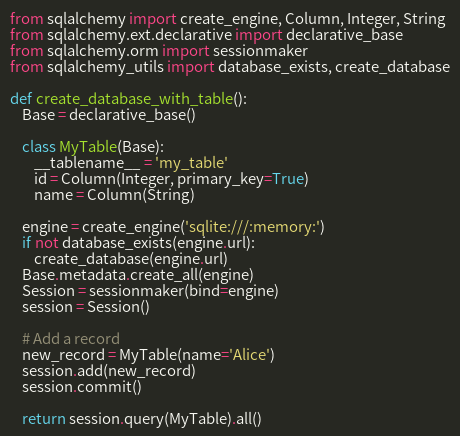 from sqlalchemy import create_engine, Column, Integer, String
from sqlalchemy.ext.declarative import declarative_base
from sqlalchemy.orm import sessionmaker
from sqlalchemy_utils import database_exists, create_database

def create_database_with_table():
    Base = declarative_base()

    class MyTable(Base):
        __tablename__ = 'my_table'
        id = Column(Integer, primary_key=True)
        name = Column(String)

    engine = create_engine('sqlite:///:memory:')
    if not database_exists(engine.url):
        create_database(engine.url)
    Base.metadata.create_all(engine)
    Session = sessionmaker(bind=engine)
    session = Session()

    # Add a record
    new_record = MyTable(name='Alice')
    session.add(new_record)
    session.commit()

    return session.query(MyTable).all()